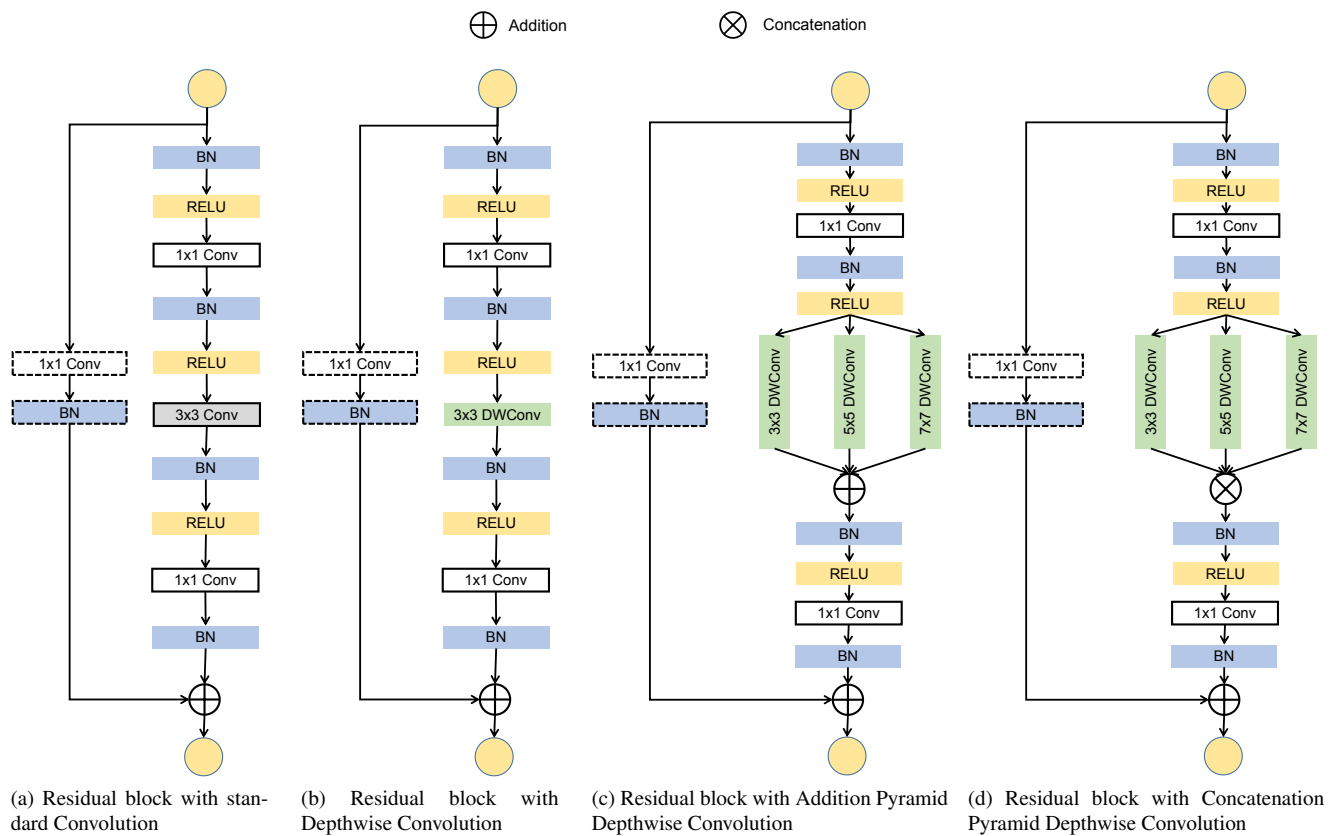 Addition
Concatenation
BN
RELU
1x1 Conv
BN
RELU
3x3 Conv
BN
RELU
1x1 Conv
BN
1x1 Conv
BN
(a) Residual block with stan-
dard Convolution
BN
RELU
1x1 Conv
BN
RELU
3x3 DWConv
BN
RELU
1x1 Conv
BN
1x1 Conv
BN
(b) Residual block with
Depthwise Convolution
BN
RELU
1x1 Conv
BN
RELU
3x3 DWConv
5x5 DWConv
7x7 DWConv
BN
RELU
1x1 Conv
BN
1x1 Conv
BN
(c) Residual block with Addition Pyramid
Depthwise Convolution
BN
RELU
1x1 Conv
BN
RELU
3x3 DWConv
5x5 DWConv
7x7 DWConv
BN
RELU
1x1 Conv
BN
1x1 Conv
BN
(d) Residual block with Concatenation
Pyramid Depthwise Convolution